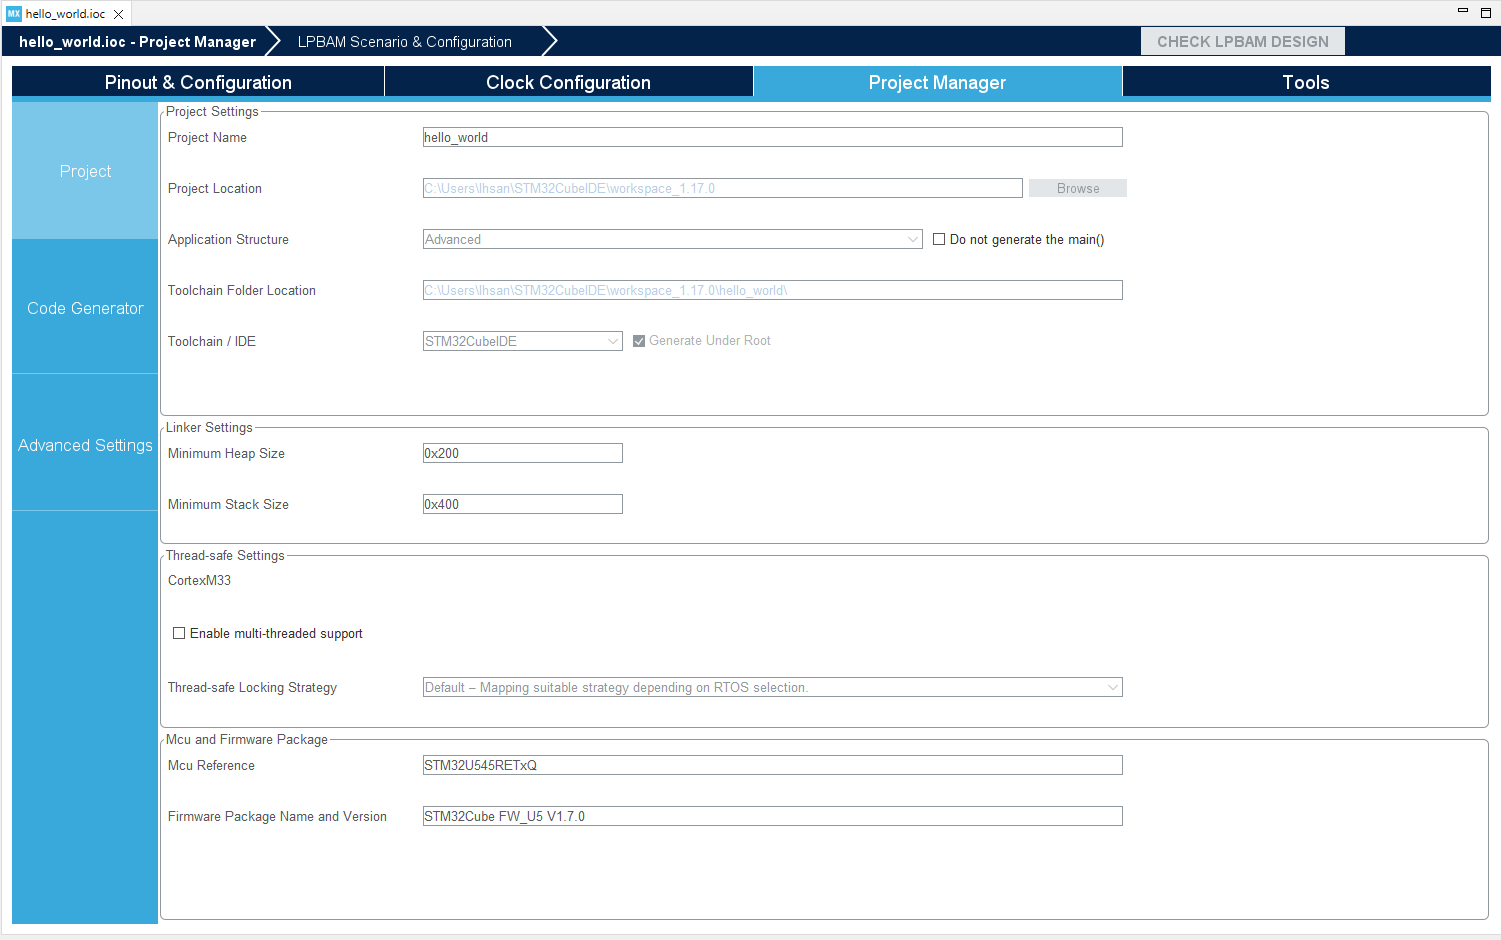 MX hello_world.ioc
hello_world.ioc - Project Manager
LPBAM Scenario & Configuration
CHECK LPBAM DESIGN
Pinout & Configuration
Clock Configuration
Project Manager
Tools
Project
Code Generator
Advanced Settings
Project Settings
Project Name
hello_world
Project Location
C:\Users\Ihsan\STM32CubeIDE\workspace_1.17.0
Browse
Application Structure
Advanced
Do not generate the main()
Toolchain Folder Location
C:\Users\Ihsan\STM32CubeIDE\workspace_1.17.0\hello_world\
Toolchain / IDE
STM32CubeIDE
Generate Under Root
Linker Settings
Minimum Heap Size
0x200
Minimum Stack Size
0x400
Thread-safe Settings
CortexM33
Enable multi-threaded support
Thread-safe Locking Strategy
Default – Mapping suitable strategy depending on RTOS selection.
Mcu and Firmware Package
Mcu Reference
STM32U545RETxQ
Firmware Package Name and Version
STM32Cube FW_U5 V1.7.0